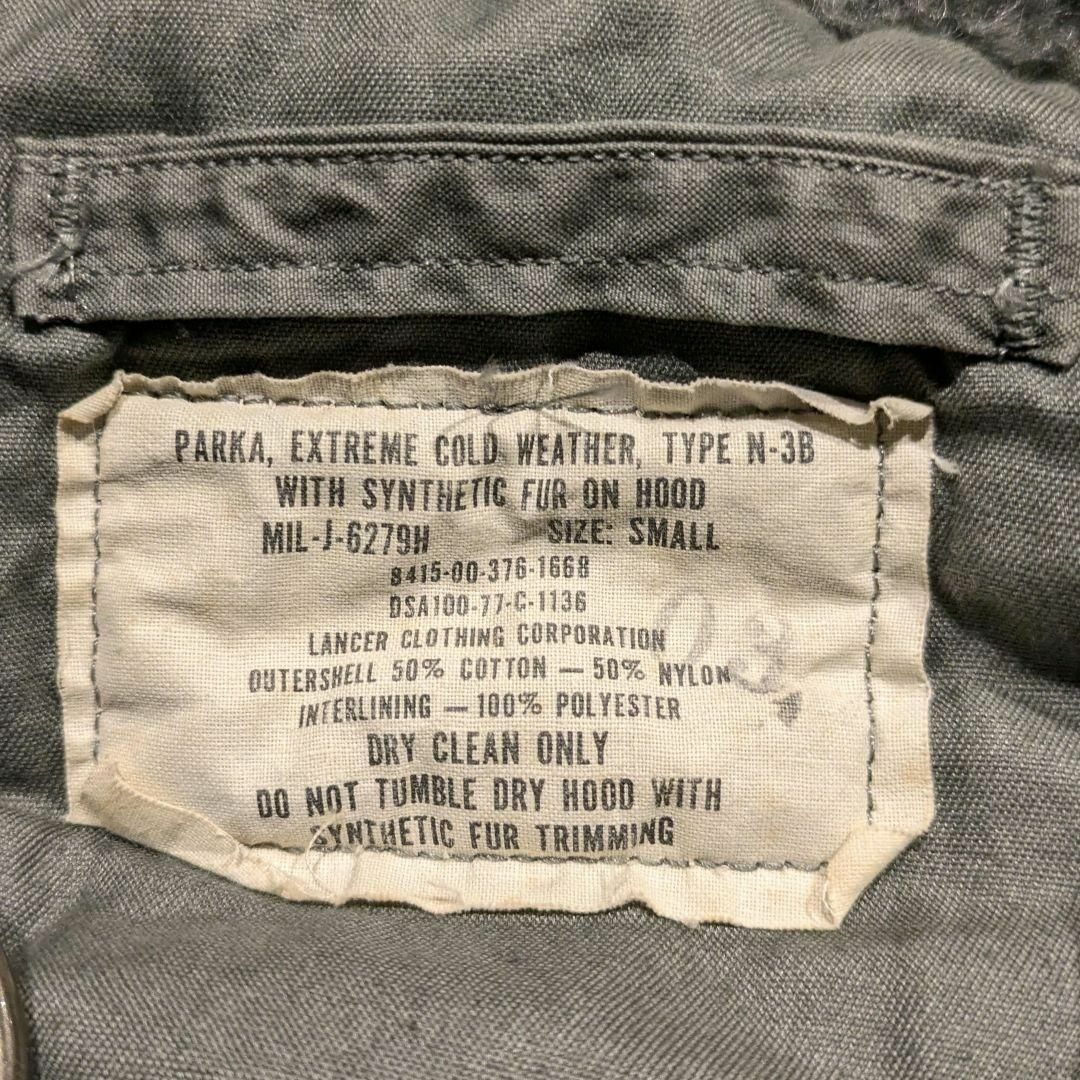 PARKA, EXTREME COLD WEATHER, TYPE N-3B
WITH SYNTHETIC FUR ON HOOD
MIL-J-6279H SIZE: SMALL
8415-00-376-1668
DSA100-77-C-1136
LANCER CLOTHING CORPORATION
OUTERSHELL 50% COTTON — 50% NYLON
INTERLINING — 100% POLYESTER
DRY CLEAN ONLY
DO NOT TUMBLE DRY HOOD WITH
SYNTHETIC FUR TRIMMING